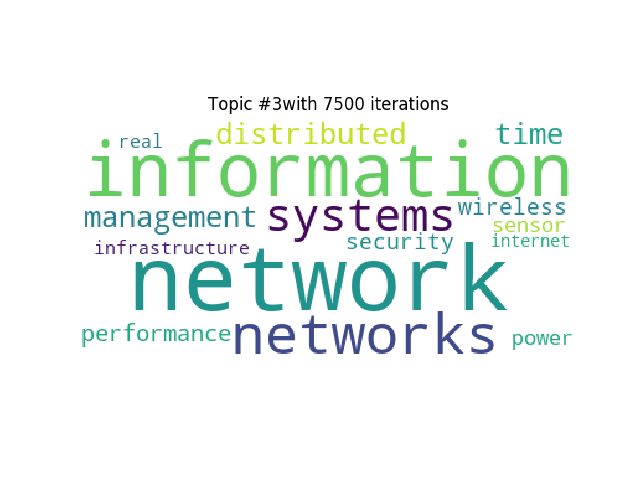 Topic #3with 7500 iterations
real distributed time
information
management systems wireless
sensor
infrastructure security internet
network
performance networks power